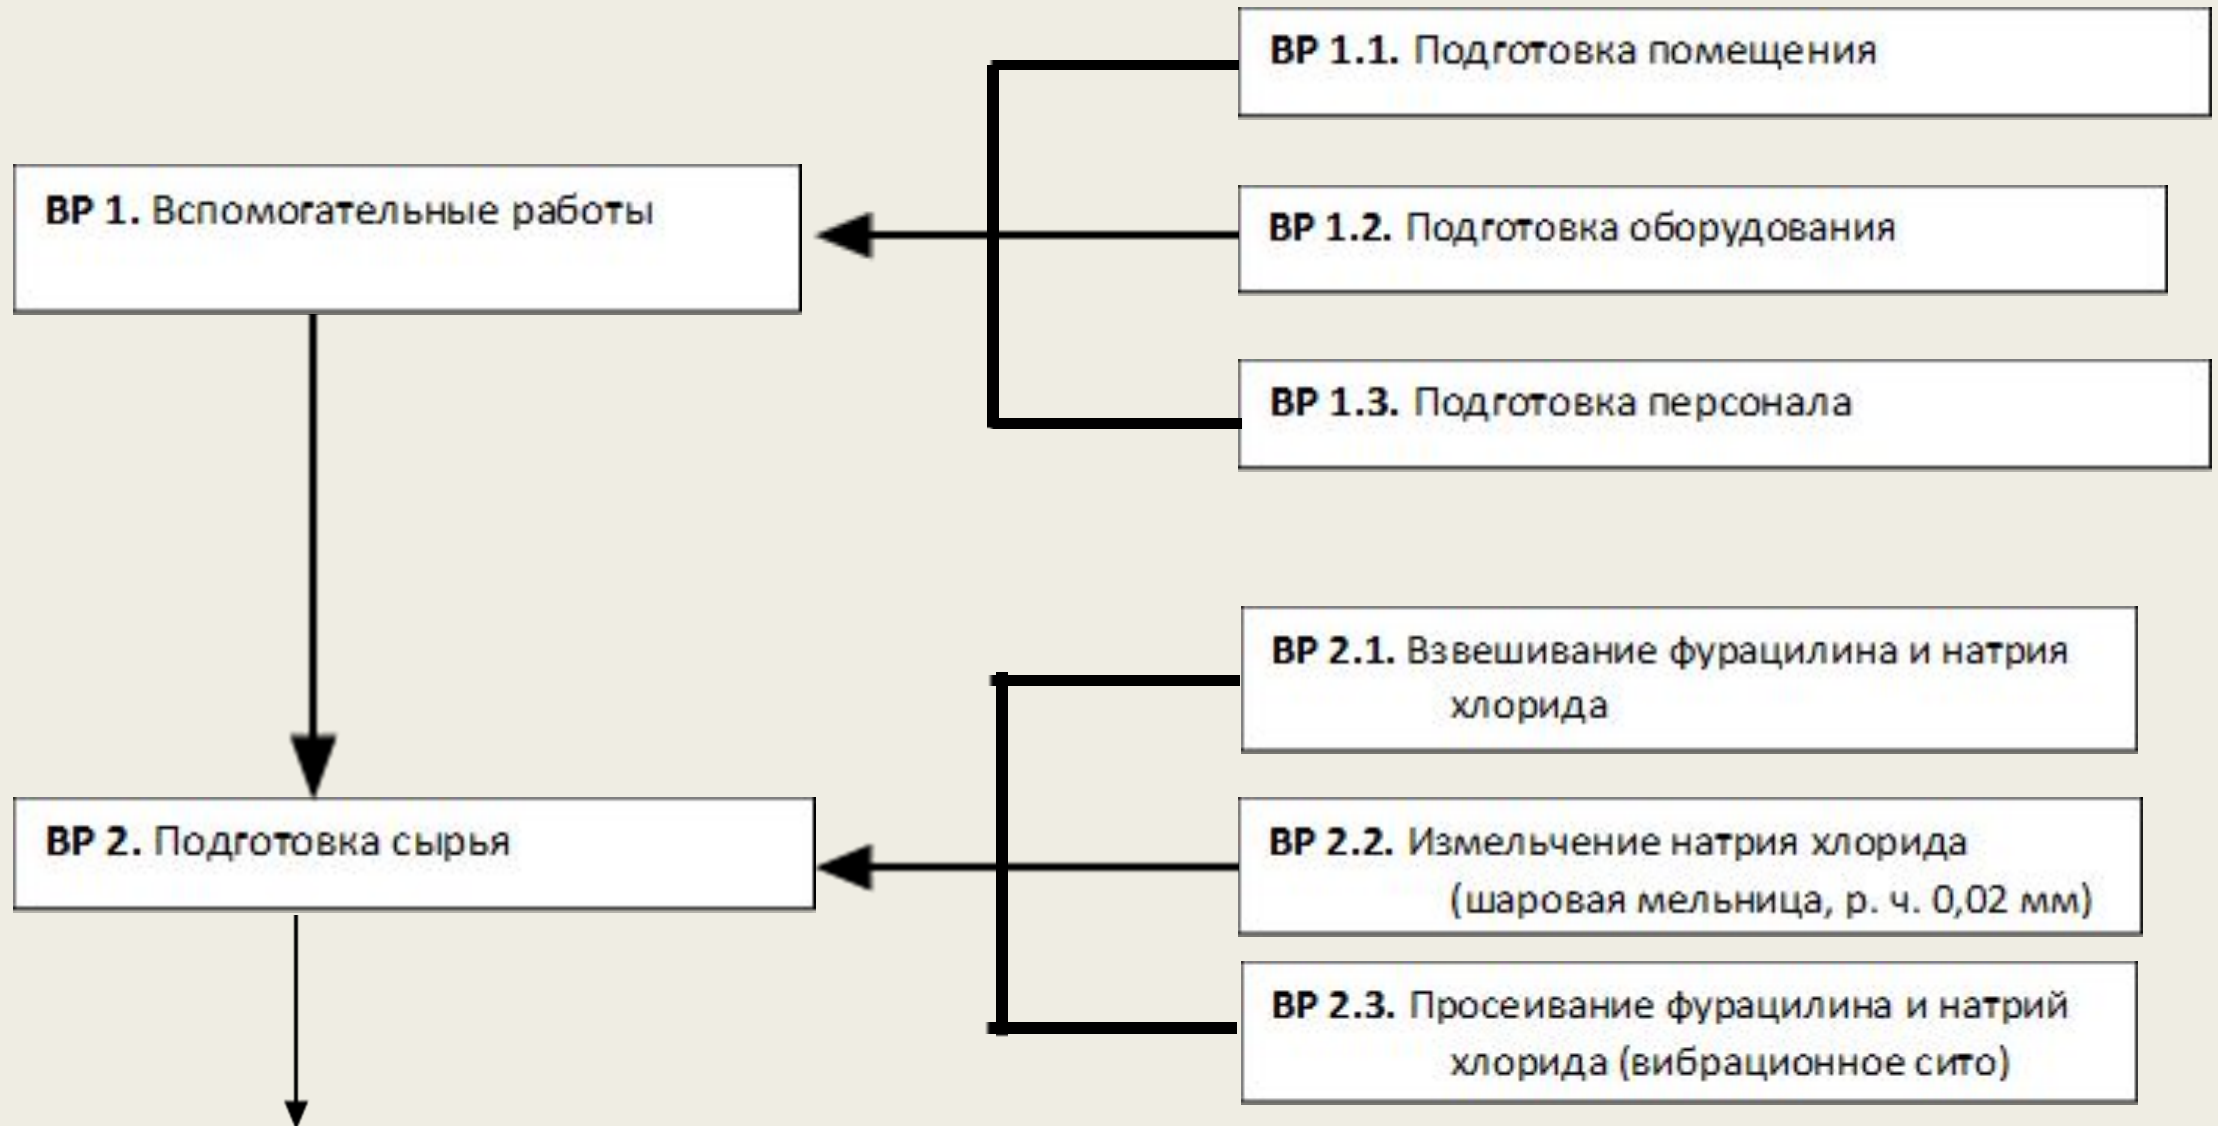 ВР 1.1. Подготовка помещения
ВР 1. Вспомогательные работы
ВР 1.2. Подготовка оборудования
ВР 1.3. Подготовка персонала
ВР 2.1. Взвешивание фурацилина и натрия
хлорида
ВР 2. Подготовка сырья
ВР 2.2. Измельчение натрия хлорида
(шаровая мельница, р. ч. 0,02 мм)
ВР 2.3. Просеивание фурацилина и натрий
хлорида (вибрационное сито)